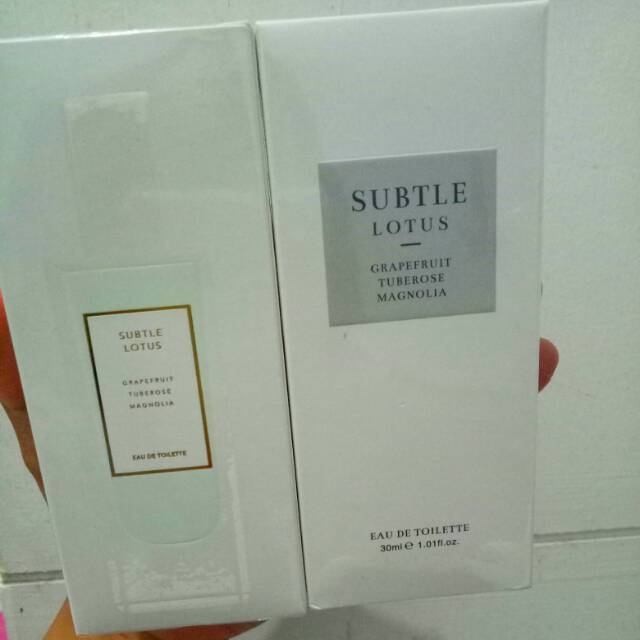 SUBTLE
LOTUS
GRAPEFRUIT
TUBEROSE
MAGNOLIA
EAU DE TOILETTE
SUBTLE
LOTUS
GRAPEFRUIT
TUBEROSE
MAGNOLIA
EAU DE TOILETTE
30ml ℮ 1.01fl.oz.